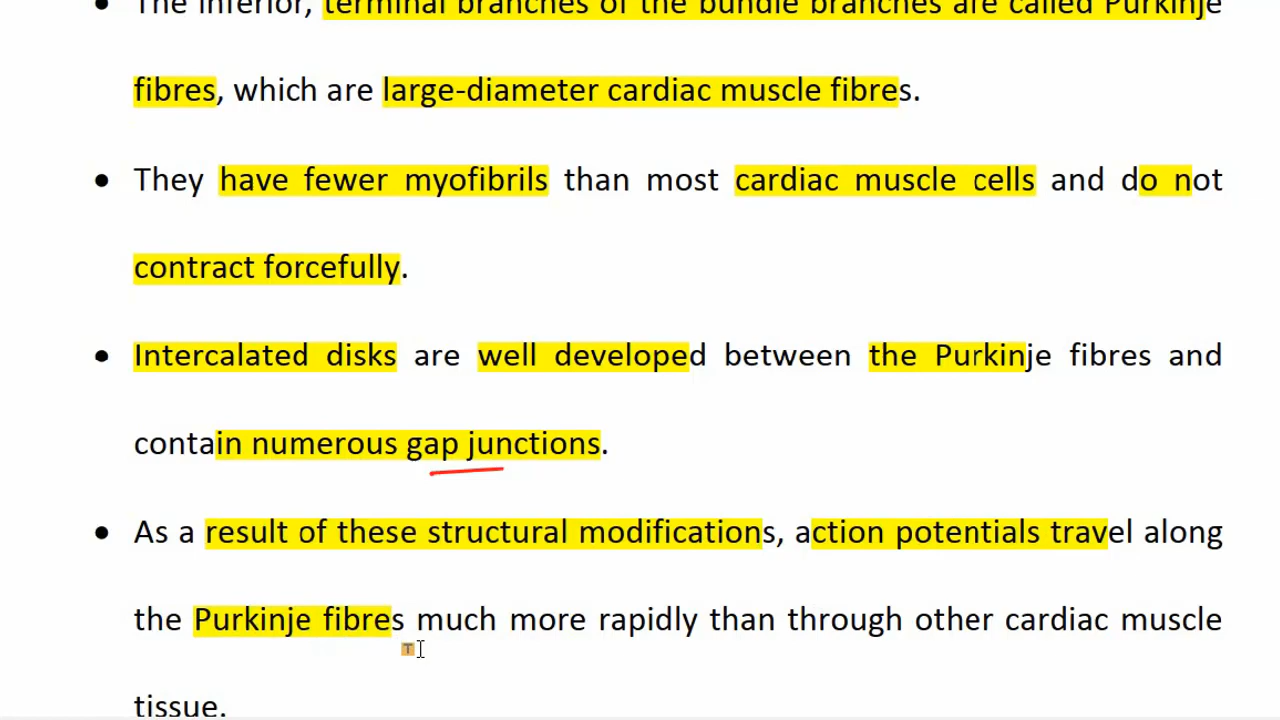 • The inferior, terminal branches of the bundle branches are called Purkinje
fibres, which are large-diameter cardiac muscle fibres.
• They have fewer myofibrils than most cardiac muscle cells and do not
contract forcefully.
• Intercalated disks are well developed between the Purkinje fibres and
contain numerous gap junctions.
• As a result of these structural modifications, action potentials travel along
the Purkinje fibres much more rapidly than through other cardiac muscle
T
tissue.